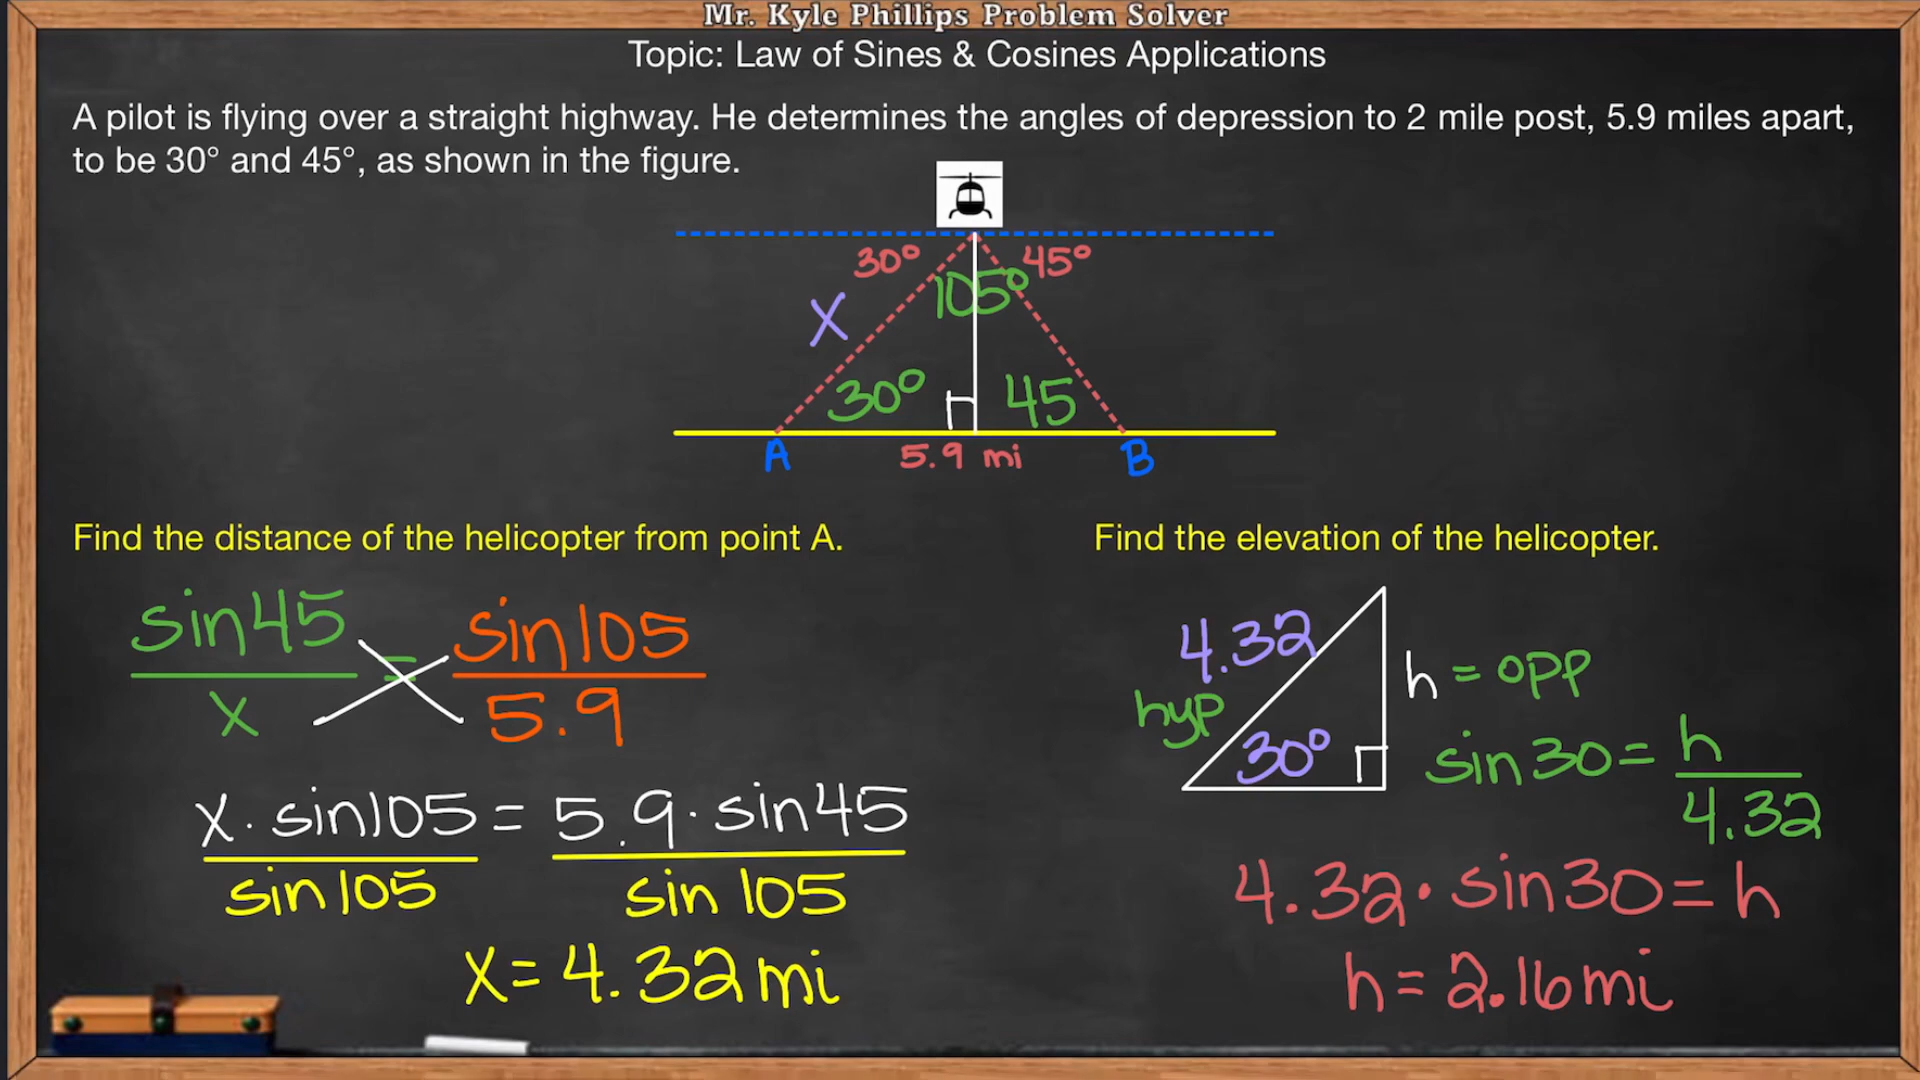 Mr. Kyle Phillips Problem Solver
Topic: Law of Sines & Cosines Applications
A pilot is flying over a straight highway. He determines the angles of depression to 2 mile post, 5.9 miles apart,
to be 30° and 45°, as shown in the figure.
30° 45°
105°
X
30° 45
A 5.9 mi B
Find the distance of the helicopter from point A.
sin45 = sin105
x 5.9
x · sin105 = 5.9 · sin45
sin105 sin 105
x = 4.32 mi
Find the elevation of the helicopter.
4.32
hyp
30°
h = opp
sin 30 = h
4.32
4.32 · sin30 = h
h = 2.16 mi